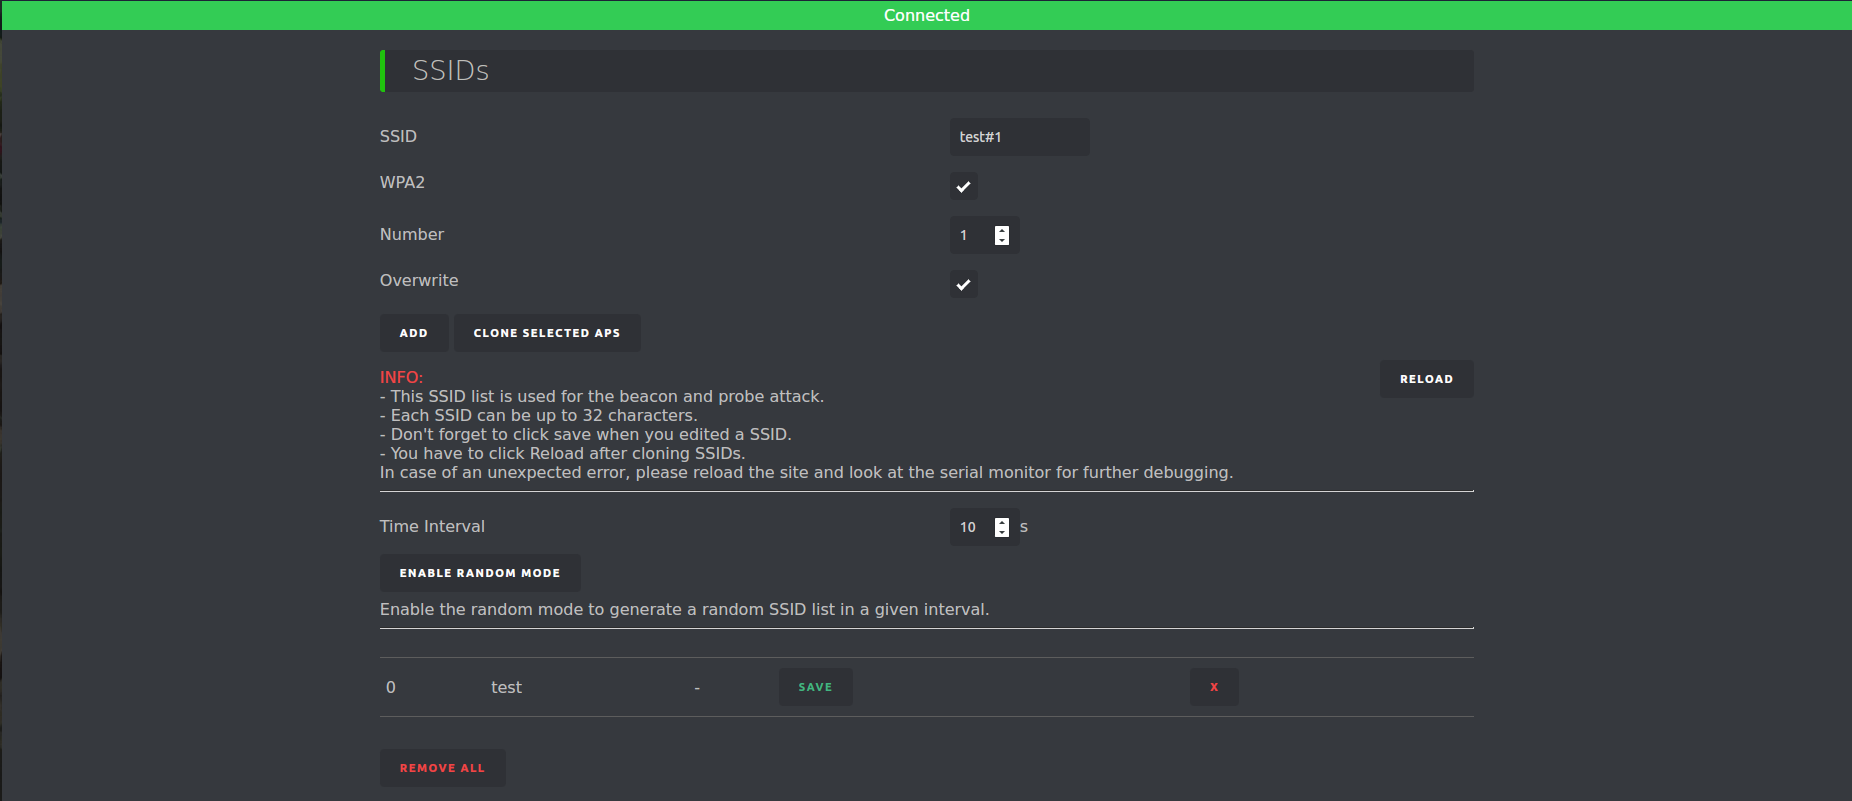 Connected
SSIDs
SSID test#1
WPA2
Number 1
Overwrite
ADD CLONE SELECTED APS
RELOAD
INFO:
- This SSID list is used for the beacon and probe attack.
- Each SSID can be up to 32 characters.
- Don't forget to click save when you edited a SSID.
- You have to click Reload after cloning SSIDs.
In case of an unexpected error, please reload the site and look at the serial monitor for further debugging.
Time Interval 10 s
ENABLE RANDOM MODE
Enable the random mode to generate a random SSID list in a given interval.
0 test - SAVE X
REMOVE ALL